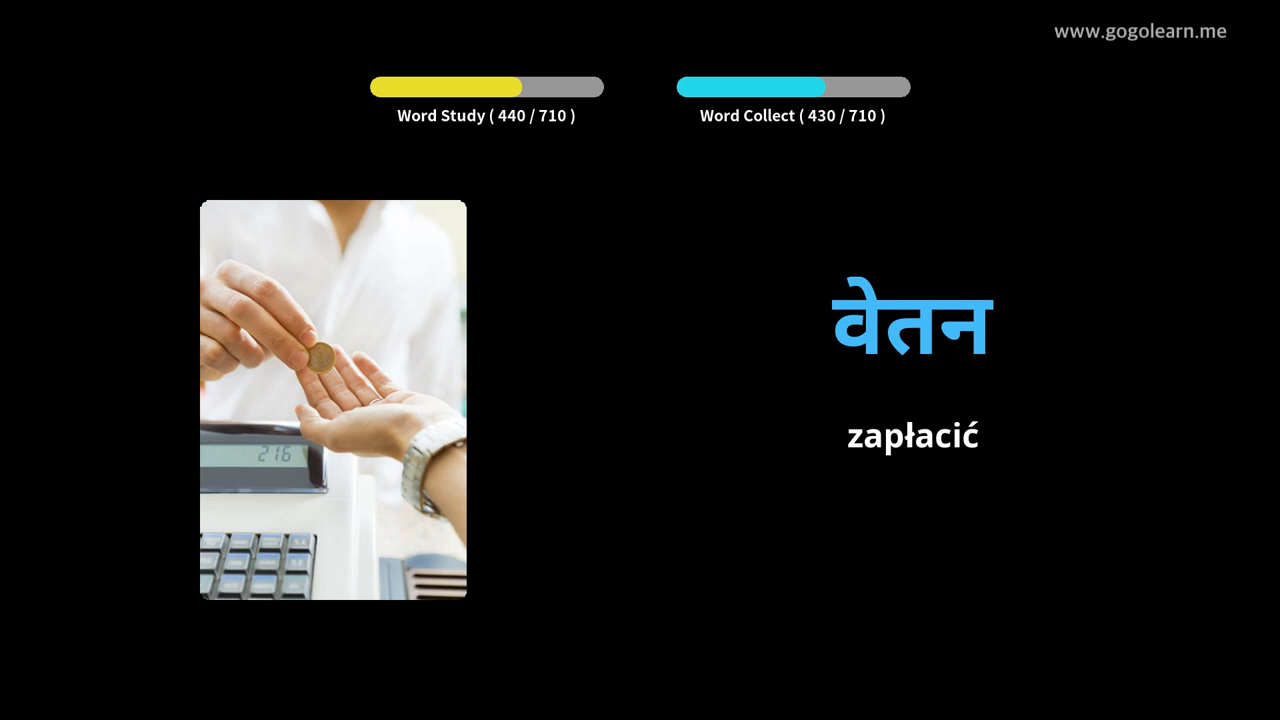 www.gogolearn.me
Word Study ( 440 / 710 )
Word Collect ( 430 / 710 )
वेतन
zapłacić
216